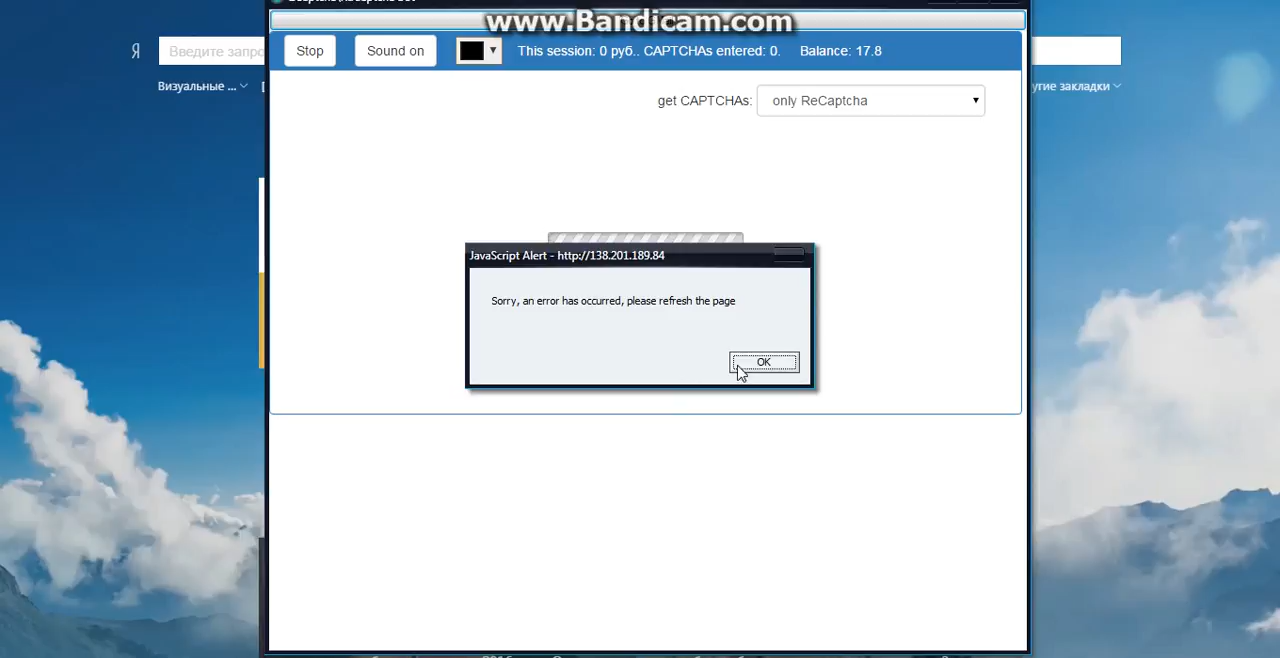 www.Bandicam.com
Я
Введите запро
Stop
Sound on
This session: 0 руб.. CAPTCHAs entered: 0.
Balance: 17.8
Визуальные ...
угие закладки
get CAPTCHAs:
only ReCaptcha
JavaScript Alert - http://138.201.189.84
Sorry, an error has occurred, please refresh the page
OK